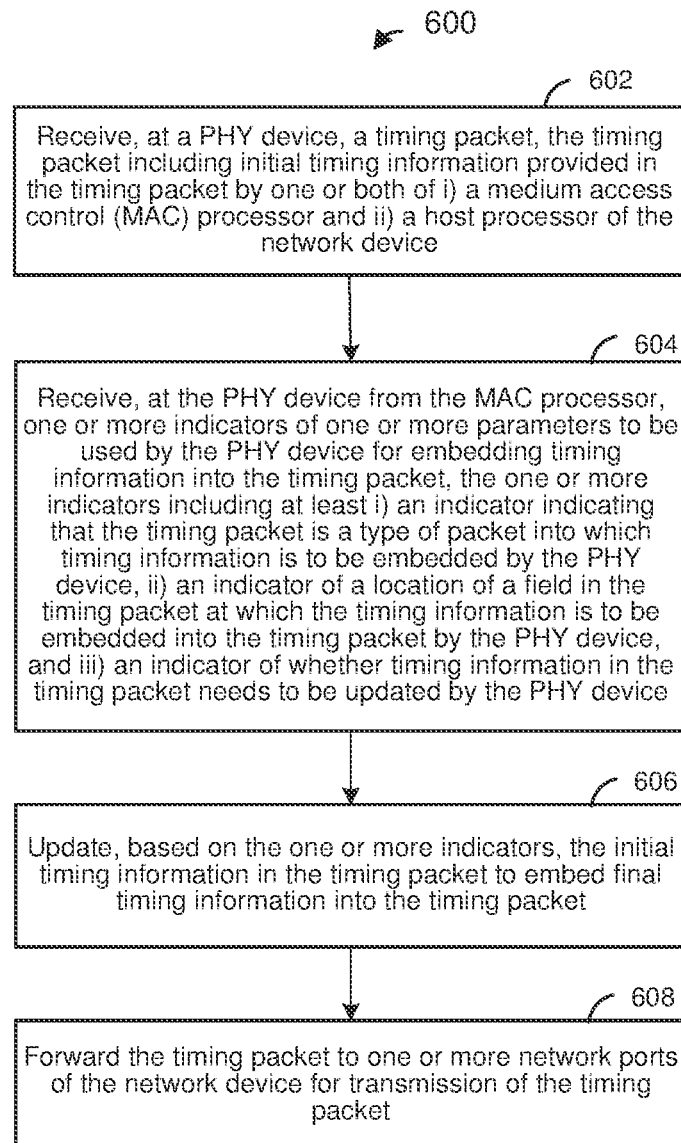 600
602
Receive, at a PHY device, a timing packet, the timing
packet including initial timing information provided in
the timing packet by one or both of i) a medium access
control (MAC) processor and ii) a host processor of the
network device
604
Receive, at the PHY device from the MAC processor,
one or more indicators of one or more parameters to be
used by the PHY device for embedding timing
information into the timing packet, the one or more
indicators including at least i) an indicator indicating
that the timing packet is a type of packet into which
timing information is to be embedded by the PHY
device, ii) an indicator of a location of a field in the
timing packet at which the timing information is to be
embedded into the timing packet by the PHY device,
and iii) an indicator of whether timing information in the
timing packet needs to be updated by the PHY device
606
Update, based on the one or more indicators, the initial
timing information in the timing packet to embed final
timing information into the timing packet
608
Forward the timing packet to one or more network ports
of the network device for transmission of the timing
packet